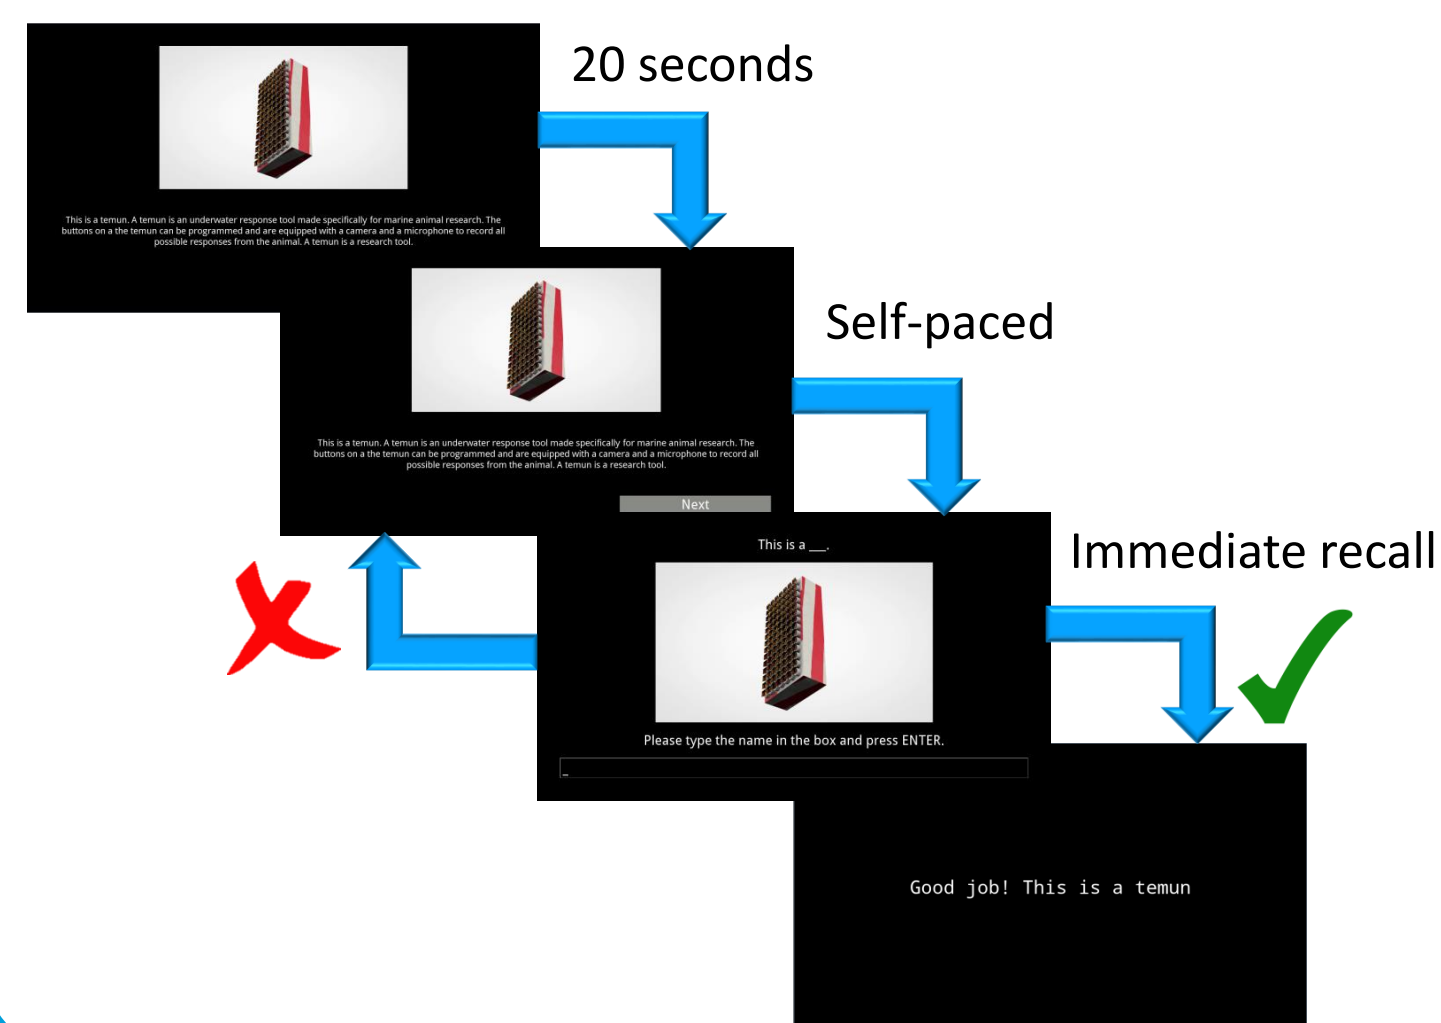 20 seconds
This is a temun. A temun is an underwater response tool made specifically for marine animal research. The
buttons on a the temun can be programmed and are equipped with a camera and a microphone to record all
possible responses from the animal. A temun is a research tool.
Self-paced
This is a temun. A temun is an underwater response tool made specifically for marine animal research. The
buttons on a the temun can be programmed and are equipped with a camera and a microphone to record all
possible responses from the animal. A temun is a research tool.
Next
Immediate recall
This is a ___.
Please type the name in the box and press ENTER.
_
Good job! This is a temun